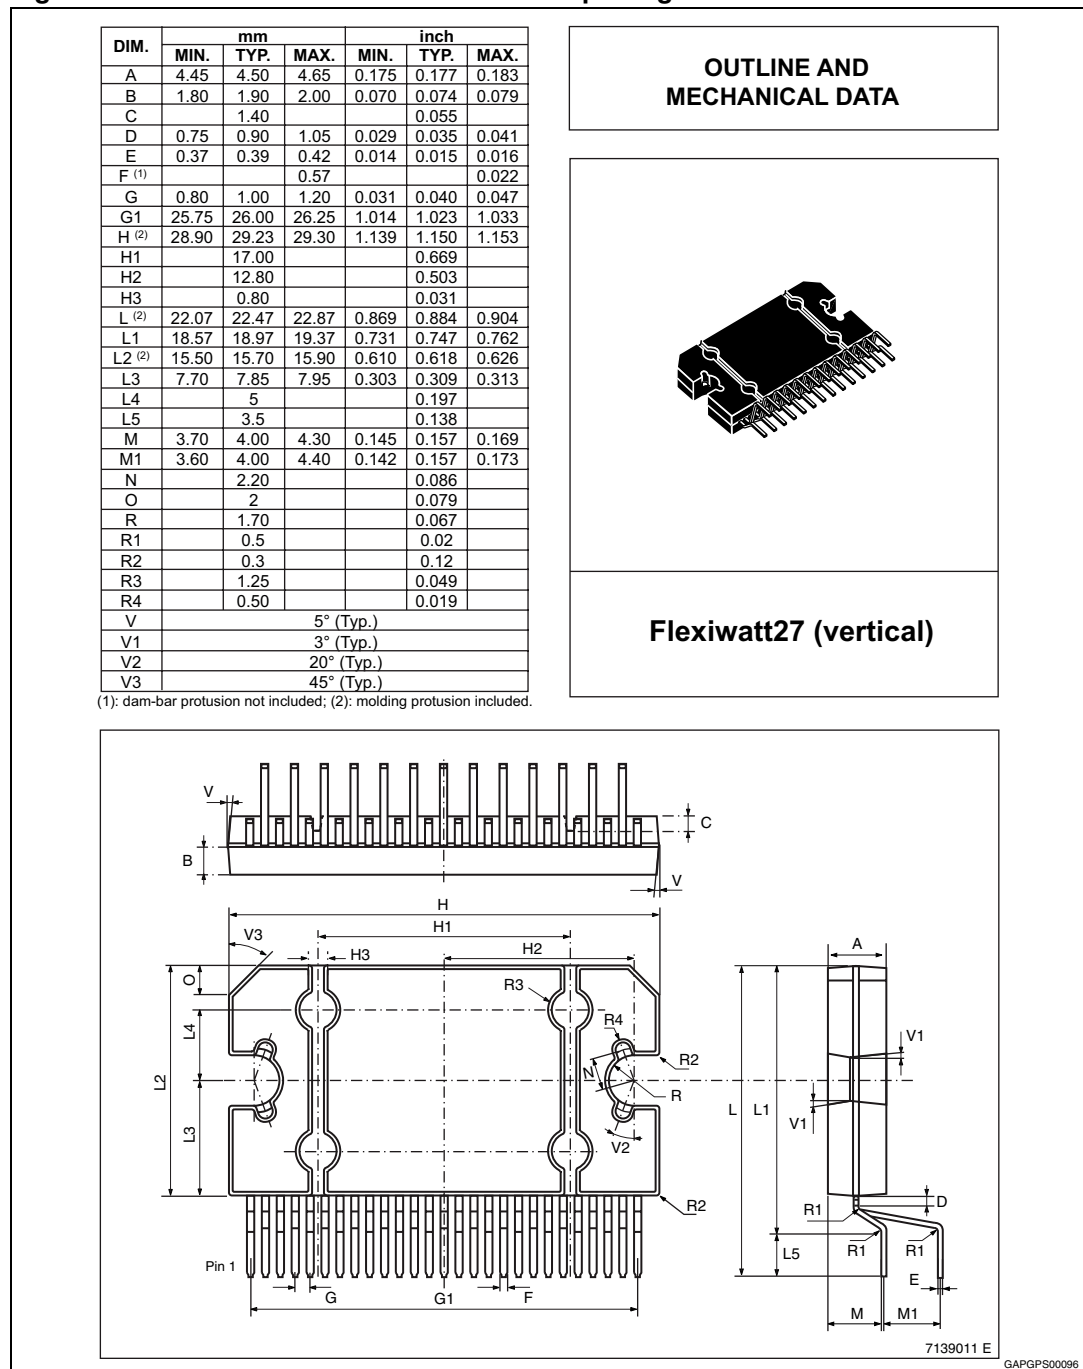 DIM. mm inch
MIN. TYP. MAX. MIN. TYP. MAX.
A 4.45 4.50 4.65 0.175 0.177 0.183
B 1.80 1.90 2.00 0.070 0.074 0.079
C 1.40 0.055
D 0.75 0.90 1.05 0.029 0.035 0.041
E 0.37 0.39 0.42 0.014 0.015 0.016
F (1) 0.57 0.022
G 0.80 1.00 1.20 0.031 0.040 0.047
G1 25.75 26.00 26.25 1.014 1.023 1.033
H (2) 28.90 29.23 29.30 1.139 1.150 1.153
H1 17.00 0.669
H2 12.80 0.503
H3 0.80 0.031
L (2) 22.07 22.47 22.87 0.869 0.884 0.904
L1 18.57 18.97 19.37 0.731 0.747 0.762
L2 (2) 15.50 15.70 15.90 0.610 0.618 0.626
L3 7.70 7.85 7.95 0.303 0.309 0.313
L4 5 0.197
L5 3.5 0.138
M 3.70 4.00 4.30 0.145 0.157 0.169
M1 3.60 4.00 4.40 0.142 0.157 0.173
N 2.20 0.086
O 2 0.079
R 1.70 0.067
R1 0.5 0.02
R2 0.3 0.12
R3 1.25 0.049
R4 0.50 0.019
V 5° (Typ.)
V1 3° (Typ.)
V2 20° (Typ.)
V3 45° (Typ.)
(1): dam-bar protusion not included; (2): molding protusion included.
OUTLINE AND
MECHANICAL DATA
Flexiwatt27 (vertical)
V
C
B
V
H
H1
V3
H3
H2
A
O
R3
L4
R4
V1
R2
L2
N
R
L
L1
V1
L3
V2
R2
R1
D
R1
R1
L5
Pin 1
G
G1
F
E
M
M1
7139011 E
GAPGPS00096